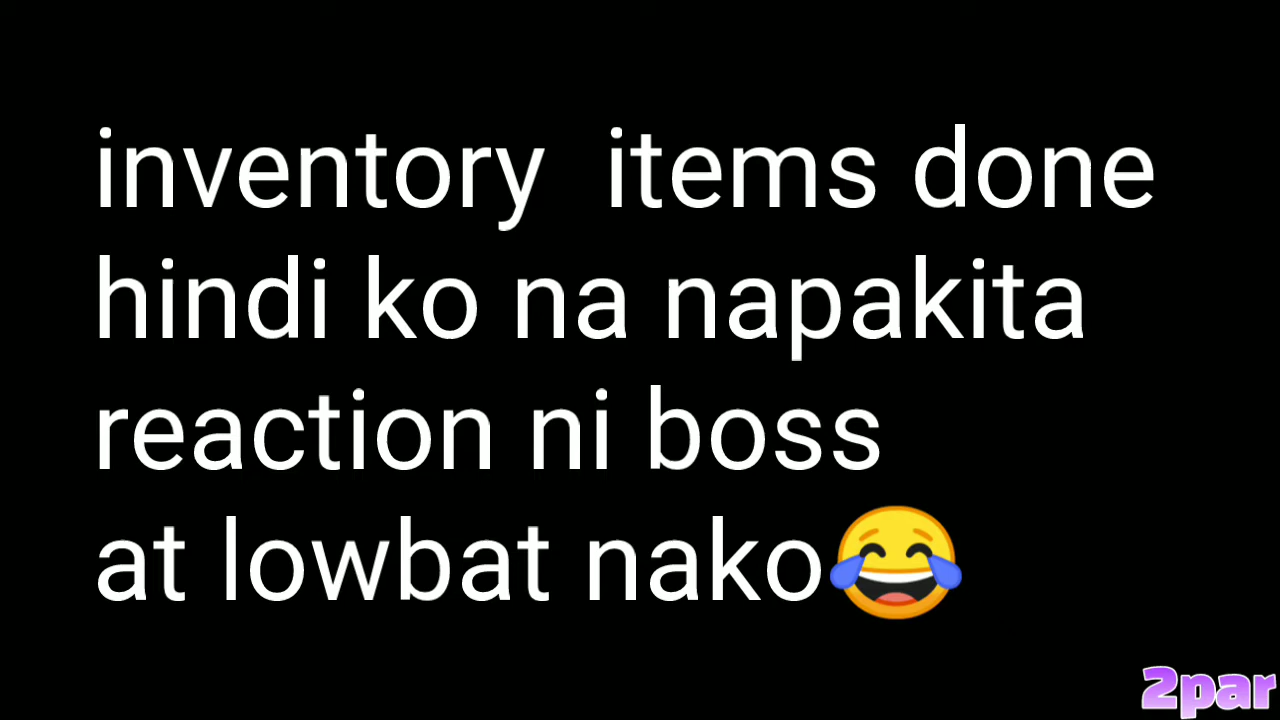 inventory  items done
hindi ko na napakita
reaction ni boss
at lowbat nako😂
2par